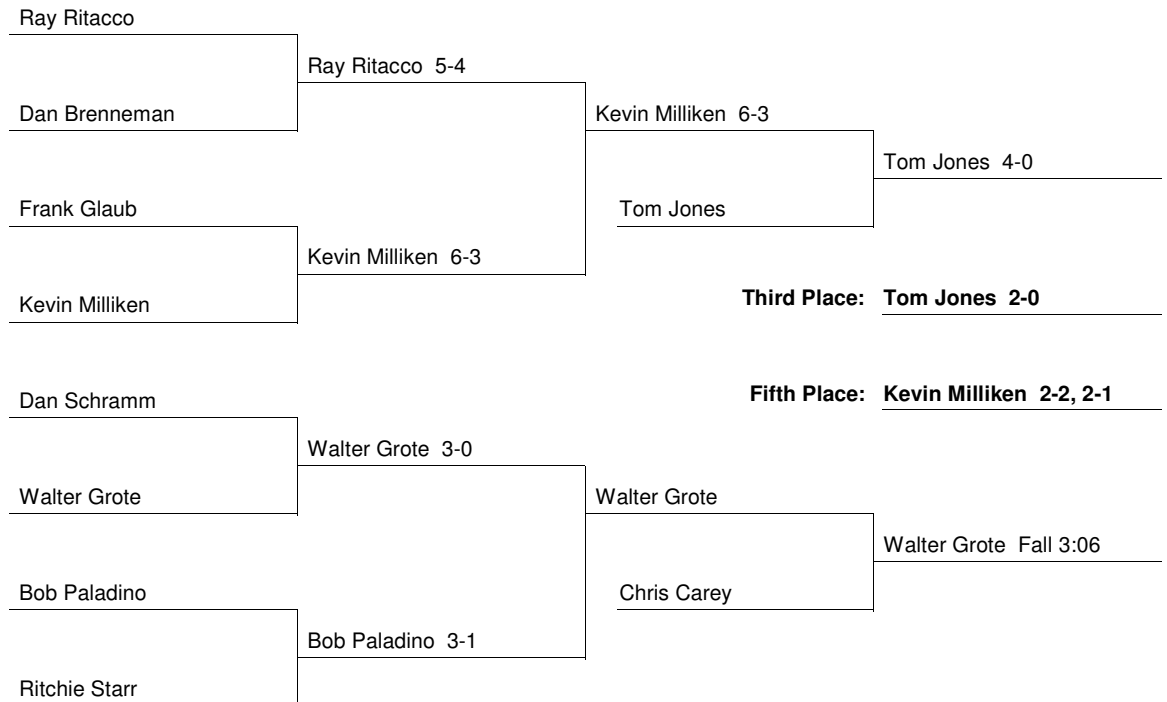 Ray Ritacco
Ray Ritacco 5-4
Dan Brenneman
Kevin Milliken 6-3
Tom Jones 4-0
Frank Glaub
Tom Jones
Kevin Milliken 6-3
Third Place: Tom Jones 2-0
Kevin Milliken
Fifth Place: Kevin Milliken 2-2, 2-1
Dan Schramm
Walter Grote 3-0
Walter Grote
Walter Grote
Walter Grote Fall 3:06
Bob Paladino
Chris Carey
Bob Paladino 3-1
Ritchie Starr